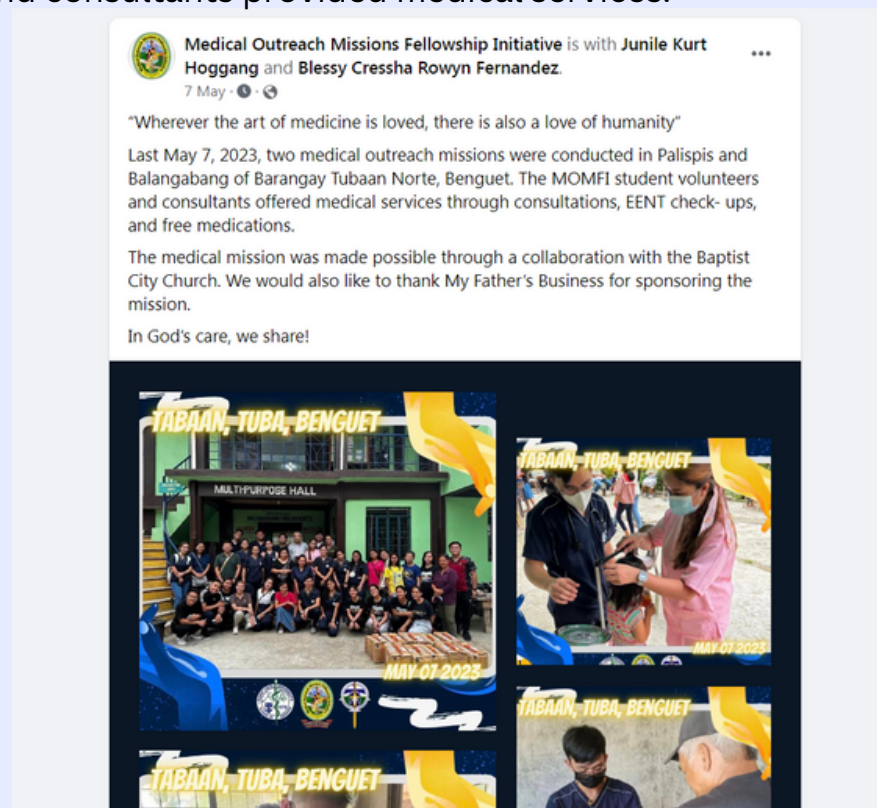 and consultants provided medical services.
Medical Outreach Missions Fellowship Initiative is with Junile Kurt
Hoggang and Blessy Cressha Rowyn Fernandez.
7 May ·
“Wherever the art of medicine is loved, there is also a love of humanity”
Last May 7, 2023, two medical outreach missions were conducted in Palispis and
Balangabang of Barangay Tubaan Norte, Benguet. The MOMFI student volunteers
and consultants offered medical services through consultations, EENT check- ups,
and free medications.
The medical mission was made possible through a collaboration with the Baptist
City Church. We would also like to thank My Father's Business for sponsoring the
mission.
In God's care, we share!
TABAAN, TUBA, BENGUET
MULTI-PURPOSE HALL
MAY 07 2023
TABAAN, TUBA, BENGUET
MAY 07 2023
TABAAN, TUBA, BENGUET
TABAAN, TUBA, BENGUET